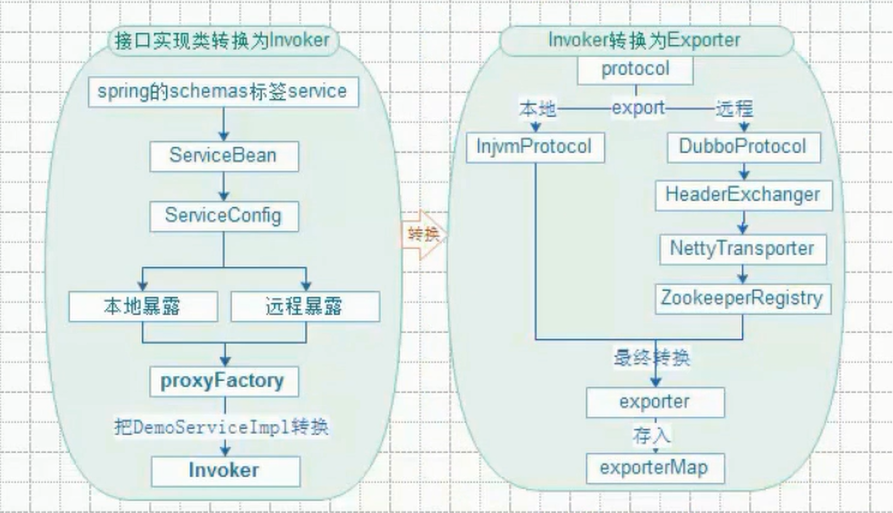 接口实现类转换为Invoker
spring的schemas标签service
ServiceBean
ServiceConfig
本地暴露
远程暴露
proxyFactory
把DemoServiceImpl转换
Invoker
转换
Invoker转换为Exporter
protocol
本地 export 远程
InjvmProtocol
DubboProtocol
HeaderExchanger
NettyTransporter
ZookeeperRegistry
最终转换
exporter
存入
exporterMap